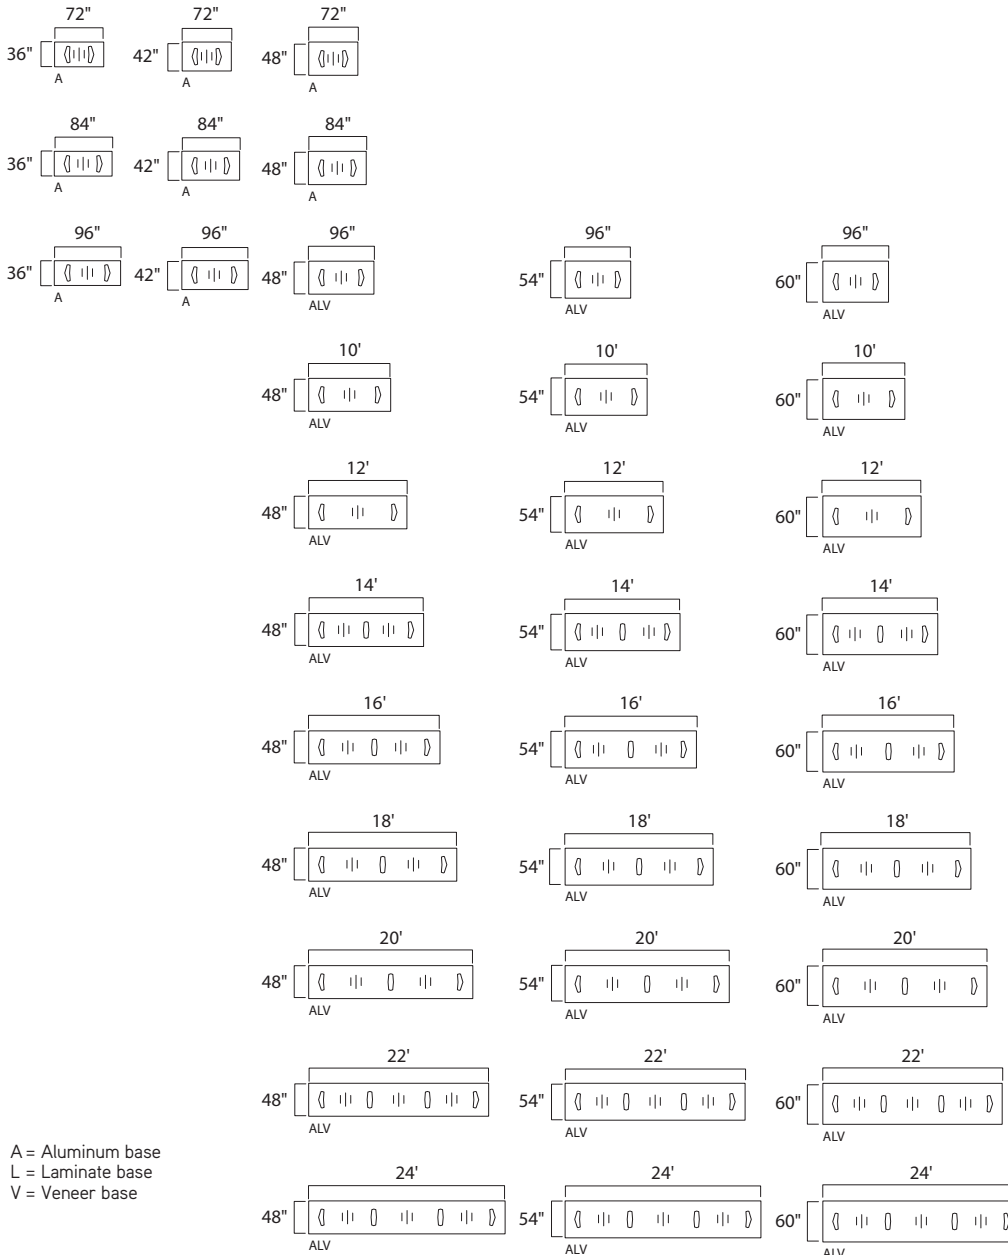 72" 72" 72"
36" 42" 48"
A A A
84" 84" 84"
36" 42" 48"
A A A
96" 96" 96" 96" 96"
36" 42" 48" 54" 60"
A A ALV ALV ALV
10' 10' 10'
48" 54" 60"
ALV ALV ALV
12' 12' 12'
48" 54" 60"
ALV ALV ALV
14' 14' 14'
48" 54" 60"
ALV ALV ALV
16' 16' 16'
48" 54" 60"
ALV ALV ALV
18' 18' 18'
48" 54" 60"
ALV ALV ALV
20' 20' 20'
48" 54" 60"
ALV ALV ALV
22' 22' 22'
48" 54" 60"
ALV ALV ALV
A = Aluminum base
L = Laminate base
V = Veneer base
24' 24' 24'
48" 54" 60"
ALV ALV ALV